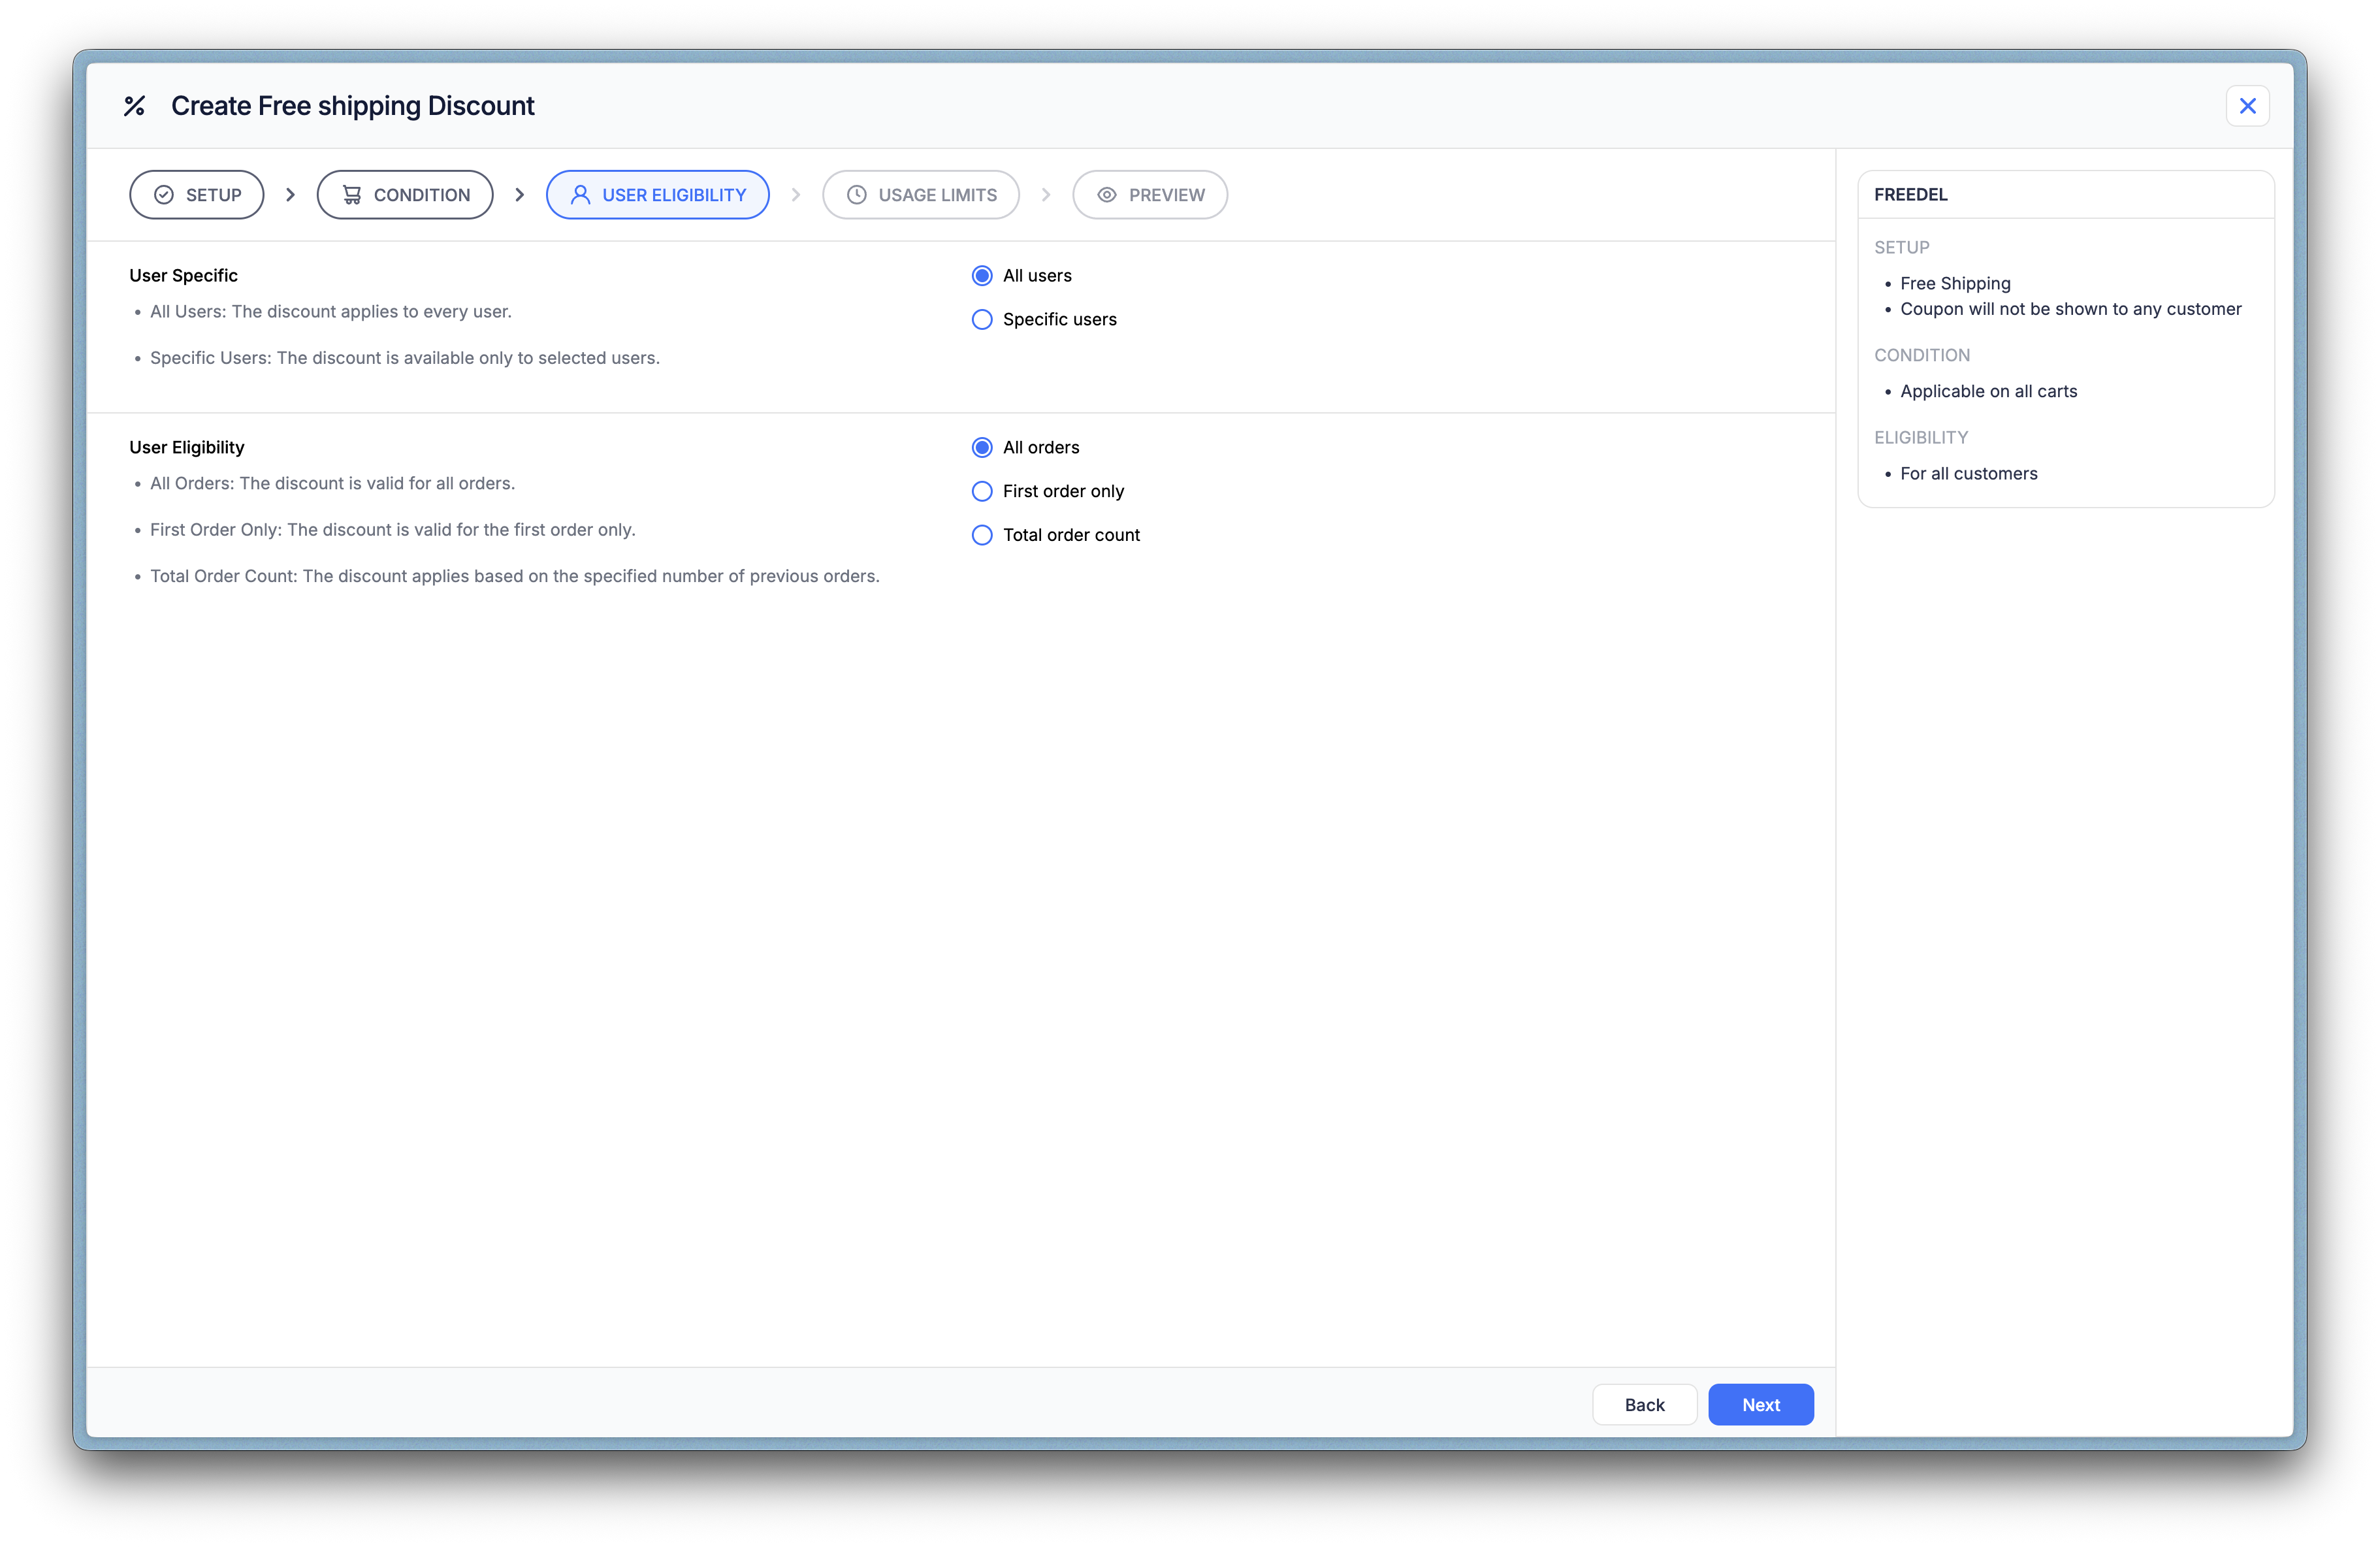 Create Free shipping Discount
SETUP
CONDITION
USER ELIGIBILITY
USAGE LIMITS
PREVIEW
User Specific
• All Users: The discount applies to every user.
• Specific Users: The discount is available only to selected users.
All users
Specific users
User Eligibility
• All Orders: The discount is valid for all orders.
• First Order Only: The discount is valid for the first order only.
• Total Order Count: The discount applies based on the specified number of previous orders.
All orders
First order only
Total order count
Back
Next
FREEDEL
SETUP
• Free Shipping
• Coupon will not be shown to any customer
CONDITION
• Applicable on all carts
ELIGIBILITY
• For all customers